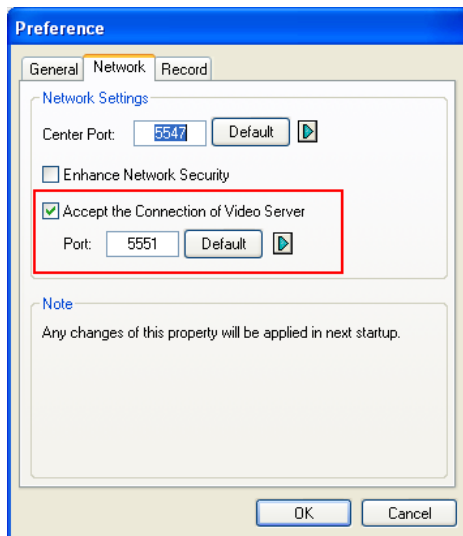 Preference
General Network Record
Network Settings
Center Port: 5547 Default
Enhance Network Security
Accept the Connection of Video Server
Port: 5551 Default
Note
Any changes of this property will be applied in next startup.
OK Cancel